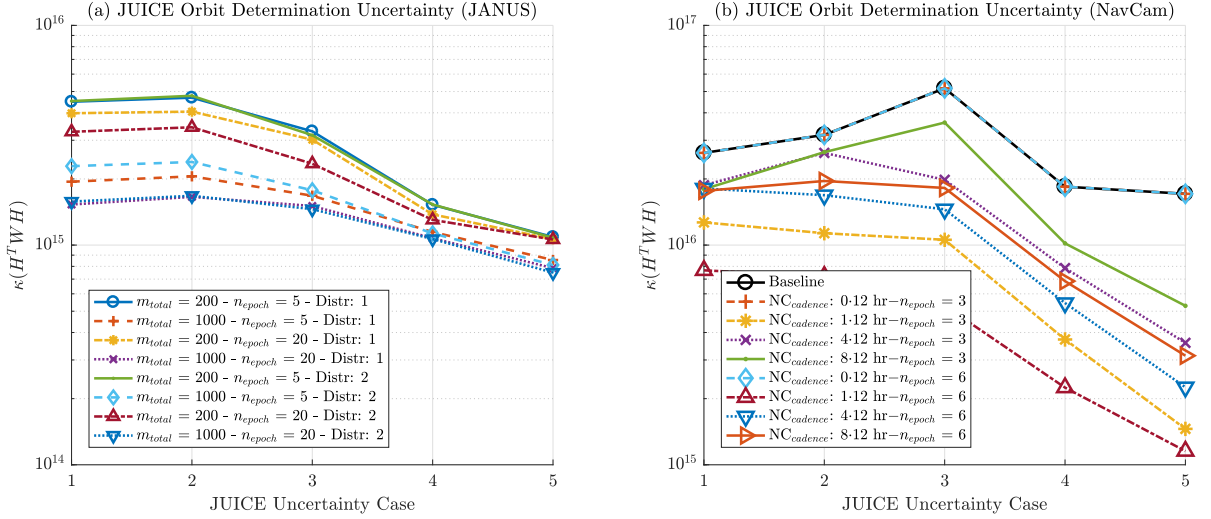 (a) JUICE Orbit Determination Uncertainty (JANUS)
10^16
10^15
10^14
κ(H^T W H)
m_total = 200 - n_epoch = 5 - Distr: 1
m_total = 1000 - n_epoch = 5 - Distr: 1
m_total = 200 - n_epoch = 20 - Distr: 1
m_total = 1000 - n_epoch = 20 - Distr: 1
m_total = 200 - n_epoch = 5 - Distr: 2
m_total = 1000 - n_epoch = 5 - Distr: 2
m_total = 200 - n_epoch = 20 - Distr: 2
m_total = 1000 - n_epoch = 20 - Distr: 2
1 2 3 4 5
JUICE Uncertainty Case
(b) JUICE Orbit Determination Uncertainty (NavCam)
10^17
10^16
10^15
κ(H^T W H)
Baseline
NC_cadence: 0·12 hr−n_epoch = 3
NC_cadence: 1·12 hr−n_epoch = 3
NC_cadence: 4·12 hr−n_epoch = 3
NC_cadence: 8·12 hr−n_epoch = 3
NC_cadence: 0·12 hr−n_epoch = 6
NC_cadence: 1·12 hr−n_epoch = 6
NC_cadence: 4·12 hr−n_epoch = 6
NC_cadence: 8·12 hr−n_epoch = 6
1 2 3 4 5
JUICE Uncertainty Case